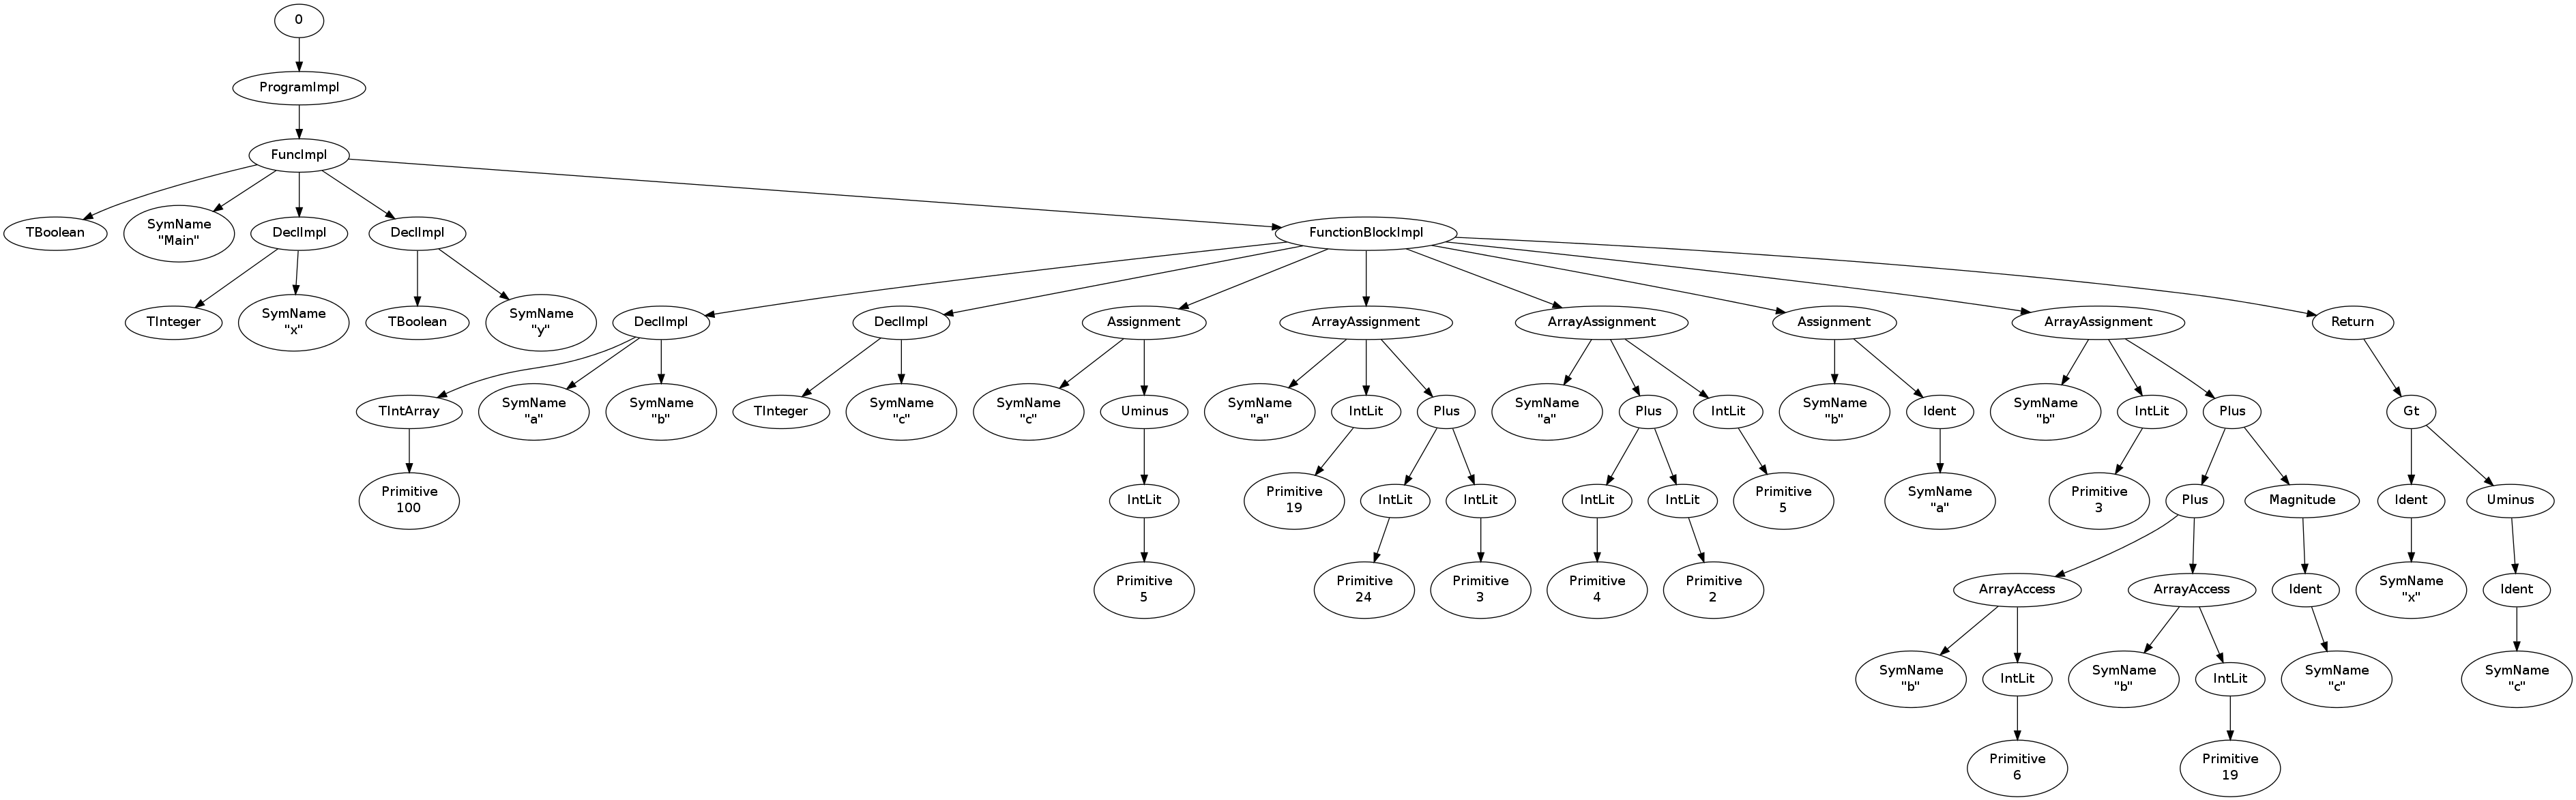 0
ProgramImpl
FuncImpl
TBoolean
SymName
"Main"
DeclImpl
DeclImpl
FunctionBlockImpl
TInteger
SymName
"x"
TBoolean
SymName
"y"
DeclImpl
DeclImpl
Assignment
ArrayAssignment
ArrayAssignment
Assignment
ArrayAssignment
Return
TIntArray
SymName
"a"
SymName
"b"
TInteger
SymName
"c"
SymName
"c"
Uminus
SymName
"a"
IntLit
Plus
SymName
"a"
Plus
IntLit
SymName
"b"
Ident
SymName
"b"
IntLit
Plus
Gt
Primitive
100
IntLit
Primitive
19
IntLit
IntLit
IntLit
IntLit
Primitive
5
SymName
"a"
Primitive
3
Plus
Magnitude
Ident
Uminus
Primitive
5
Primitive
24
Primitive
3
Primitive
4
Primitive
2
ArrayAccess
ArrayAccess
Ident
SymName
"x"
Ident
SymName
"b"
IntLit
SymName
"b"
IntLit
SymName
"c"
SymName
"c"
Primitive
6
Primitive
19